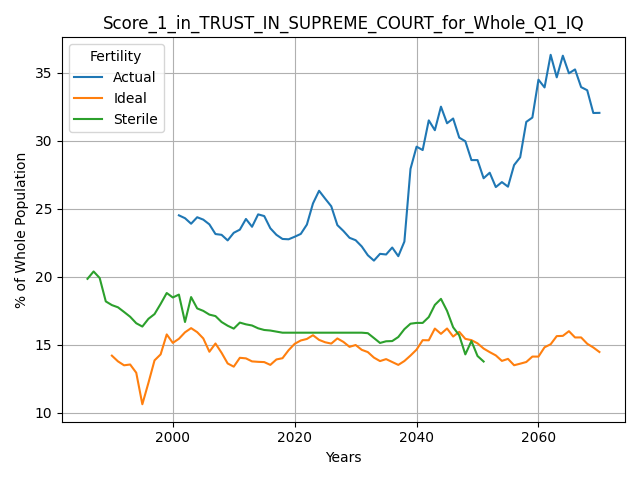 Score_1_in_TRUST_IN_SUPREME_COURT_for_Whole_Q1_IQ
Fertility
Actual
Ideal
Sterile
% of Whole Population
35
30
25
20
15
10
2000 2020 2040 2060
Years